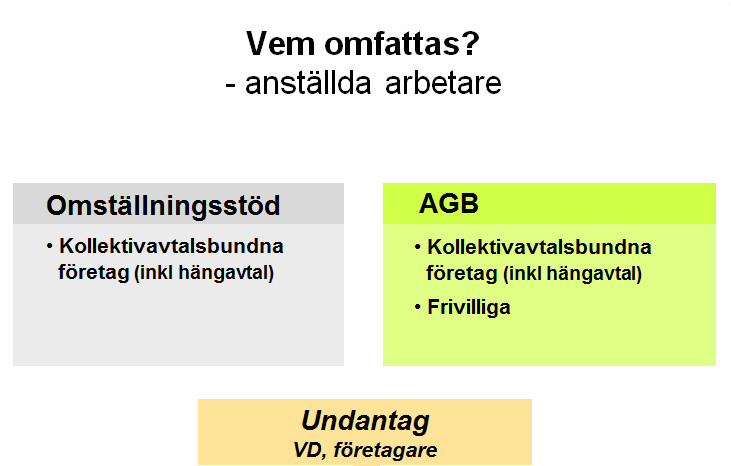 Vem omfattas?
- anställda arbetare
Omställningsstöd
• Kollektivavtalsbundna
företag (inkl hängavtal)
AGB
• Kollektivavtalsbundna
företag (inkl hängavtal)
• Frivilliga
Undantag
VD, företagare